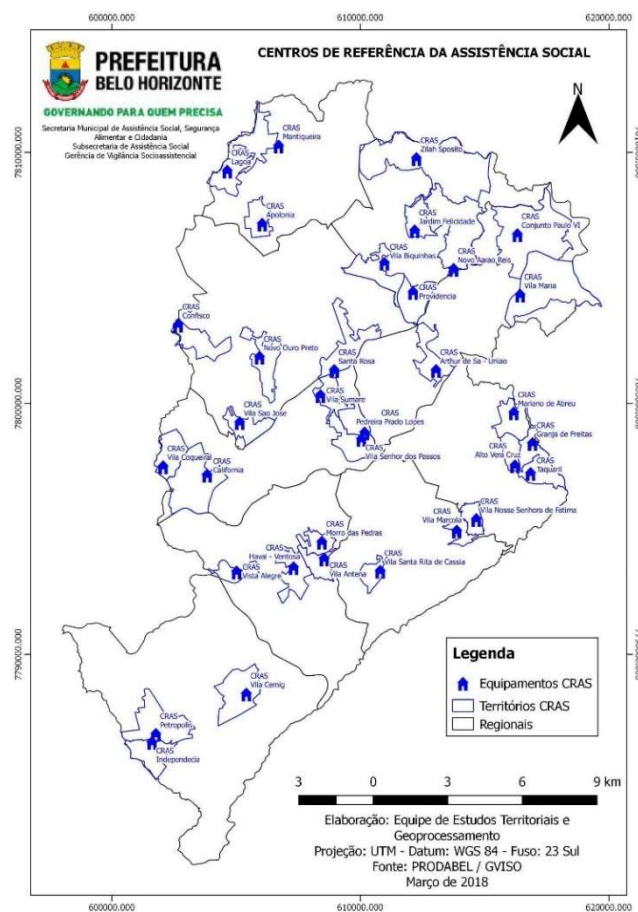 600000.000
610000.000
620000.000
PREFEITURA
BELO HORIZONTE
GOVERNANDO PARA QUEM PRECISA
Secretaria Municipal de Assistência Social, Segurança
Alimentar e Cidadania
Subsecretaria de Assistência Social
Gerência de Vigilância Socioassistencial
CENTROS DE REFERÊNCIA DA ASSISTÊNCIA SOCIAL
N
7810000.000
7810000.000
CRAS
Mantiqueira
CRAS
Lagoa
CRAS
Zilah Sposito
CRAS
Apolonia
CRAS
Jardim Felicidade
CRAS
Conjunto Paulo VI
CRAS
Vila Biquinhas
CRAS
Novo Aarao Reis
CRAS
Providencia
CRAS
Vila Maria
CRAS
Confisco
CRAS
Novo Ouro Preto
CRAS
Santa Rosa
CRAS
Arthur de Sa - Uniao
7800000.000
7800000.000
CRAS
Vila Sumare
CRAS
Vila Sao Jose
CRAS
Pedreira Prado Lopes
CRAS
Vila Senhor dos Passos
CRAS
Mariano de Abreu
CRAS
Granja de Freitas
CRAS
Alto Vera Cruz
CRAS
Taquaril
CRAS
Vila Coqueiral
CRAS
California
CRAS
Vila Nossa Senhora de Fatima
CRAS
Vila Marcola
CRAS
Morro das Pedras
CRAS
Havai - Ventosa
CRAS
Vila Antena
CRAS
Vista Alegre
CRAS
Vila Santa Rita de Cassia
7790000.000
7790000.000
CRAS
Vila Cemig
CRAS
Petropolis
CRAS
Independecia
Legenda
Equipamentos CRAS
Territórios CRAS
Regionais
3 0 3 6 9 km
Elaboração: Equipe de Estudos Territoriais e
Geoprocessamento
Projeção: UTM - Datum: WGS 84 - Fuso: 23 Sul
Fonte: PRODABEL / GVISO
Março de 2018
600000.000
610000.000
620000.000